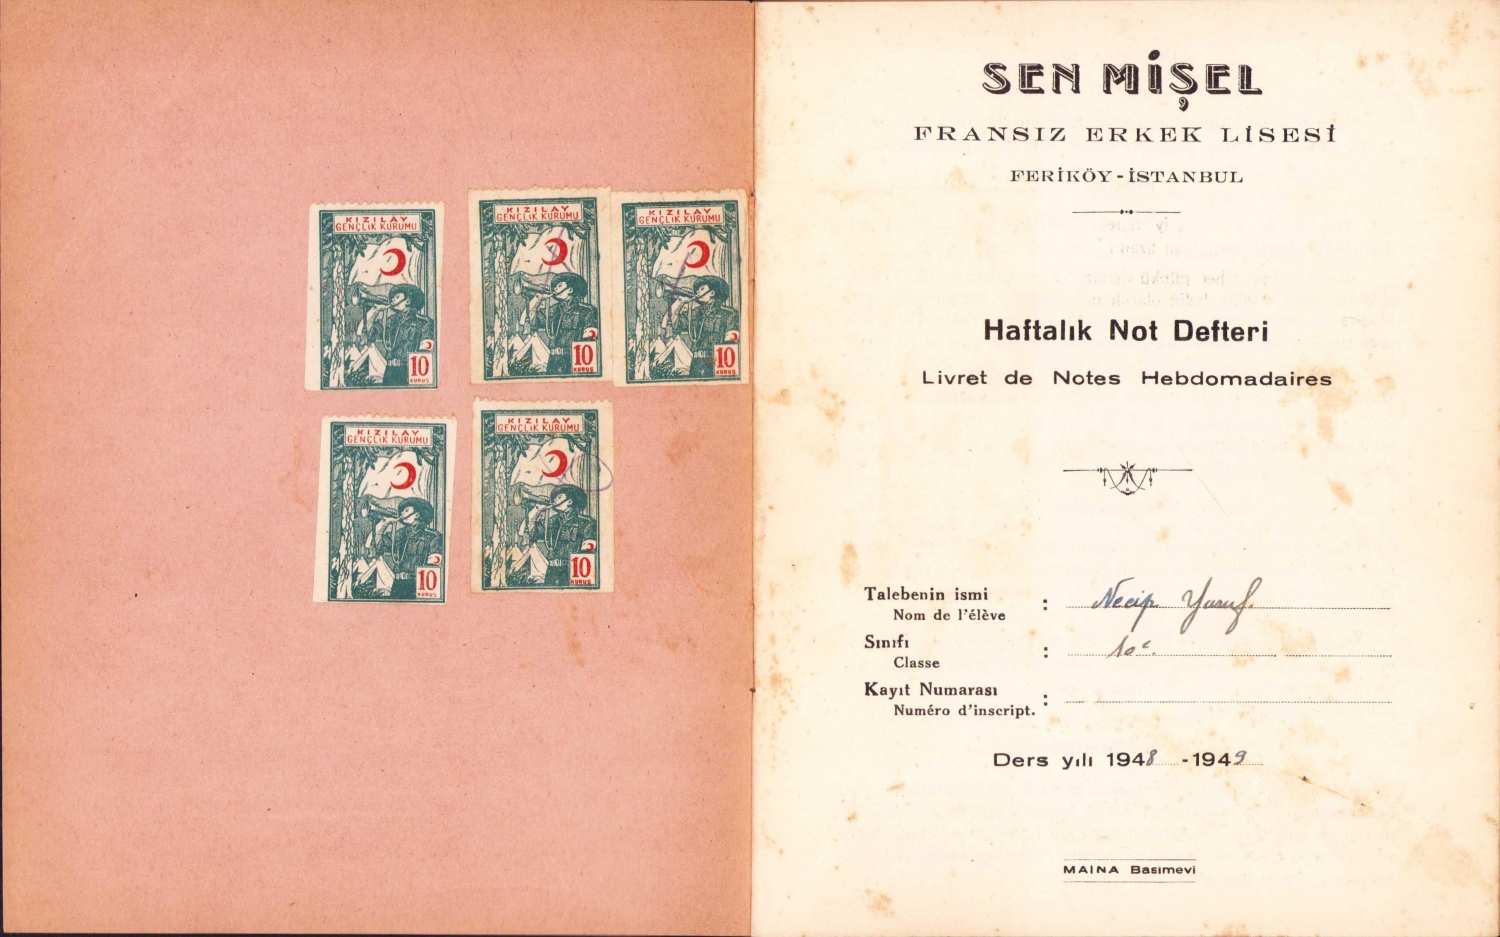 KIZILAY
GENÇLİK KURUMU
10
KURUŞ
KIZILAY
GENÇLİK KURUMU
10
KURUŞ
KIZILAY
GENÇLİK KURUMU
10
KURUŞ
KIZILAY
GENÇLİK KURUMU
10
KURUŞ
KIZILAY
GENÇLİK KURUMU
10
KURUŞ
SEN MİŞEL
FRANSIZ ERKEK LİSESİ
FERİKÖY - İSTANBUL
Haftalık Not Defteri
Livret de Notes Hebdomadaires
Talebenin ismi : Necip Yusuf.
Nom de l'élève
Sınıfı : 10 c.
Classe
Kayıt Numarası :
Numéro d'inscript.
Ders yılı 1948 - 1949
MAİNA Basımevi